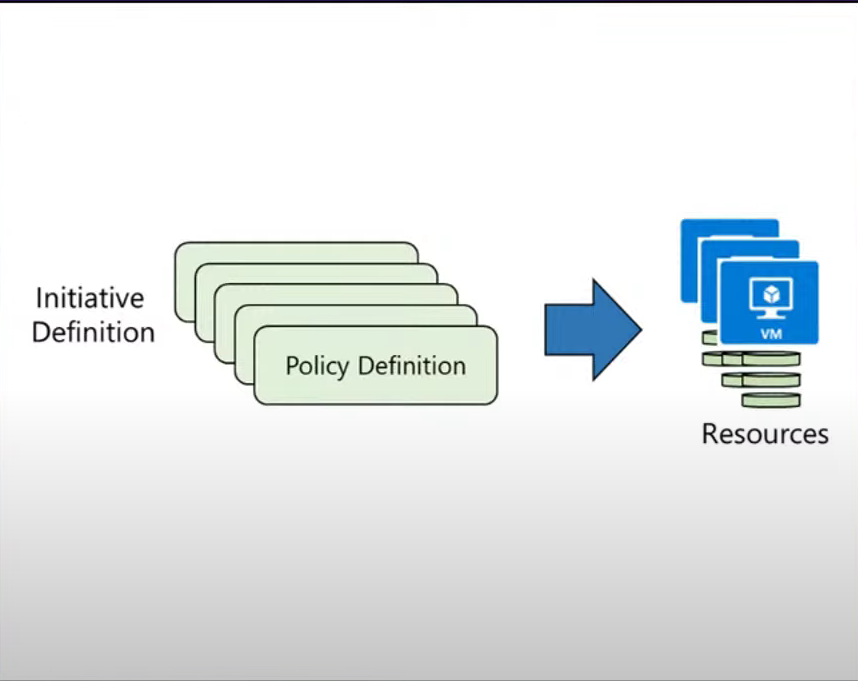 Initiative
Definition
Policy Definition
VM
Resources